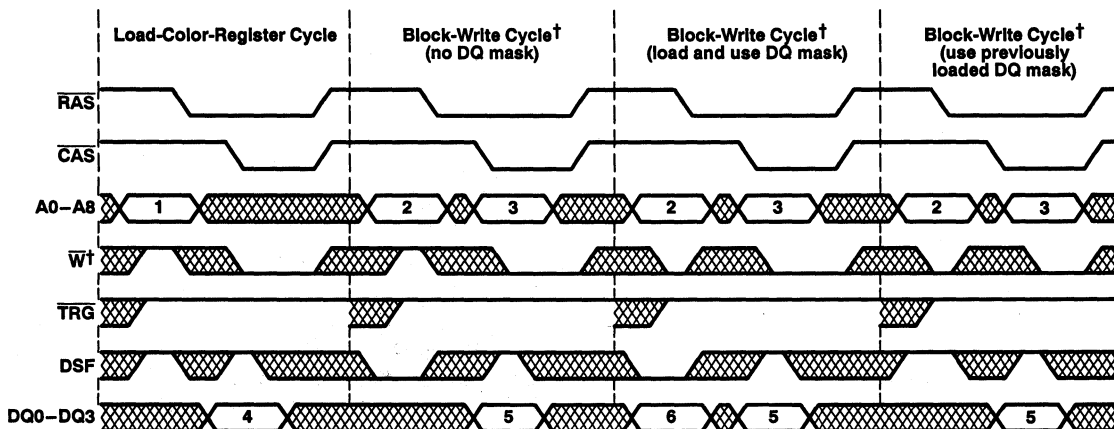 Load-Color-Register Cycle
Block-Write Cycle†
(no DQ mask)
Block-Write Cycle†
(load and use DQ mask)
Block-Write Cycle†
(use previously
loaded DQ mask)
RAS
CAS
A0–A8 1 2 3 2 3 2 3
W†
TRG
DSF
DQ0–DQ3 4 5 6 5 5